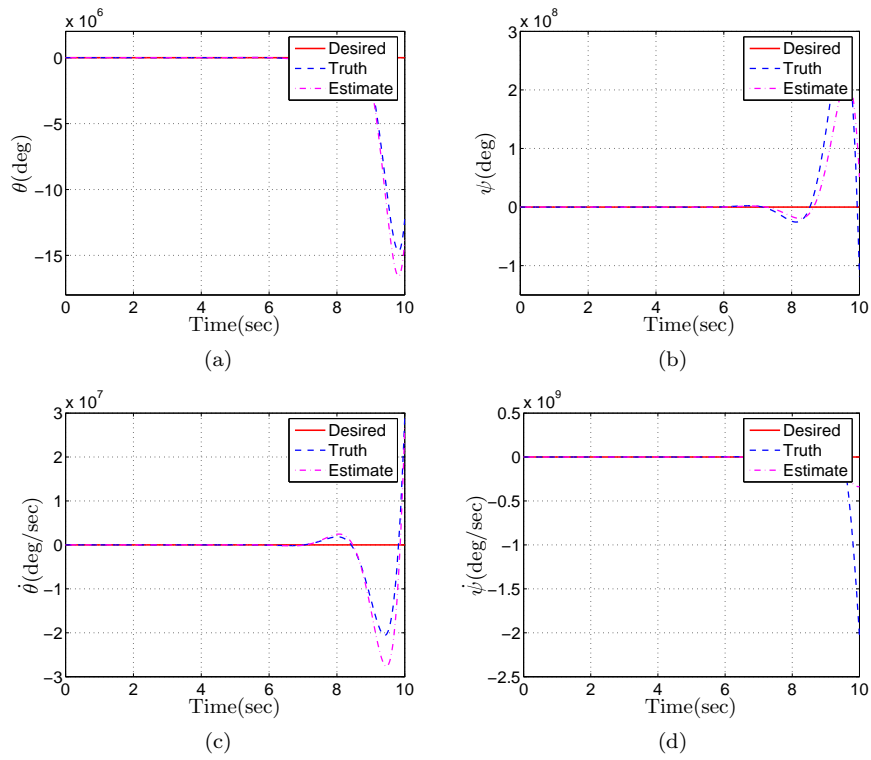 x 10^6
Desired
Truth
Estimate
θ(deg)
0
−5
−10
−15
0 2 4 6 8 10
Time(sec)
(a)
x 10^8
Desired
Truth
Estimate
ψ(deg)
3
2
1
0
−1
0 2 4 6 8 10
Time(sec)
(b)
x 10^7
Desired
Truth
Estimate
θ̇(deg/sec)
3
2
1
0
−1
−2
−3
0 2 4 6 8 10
Time(sec)
(c)
x 10^9
Desired
Truth
Estimate
ψ̇(deg/sec)
0.5
0
−0.5
−1
−1.5
−2
−2.5
0 2 4 6 8 10
Time(sec)
(d)